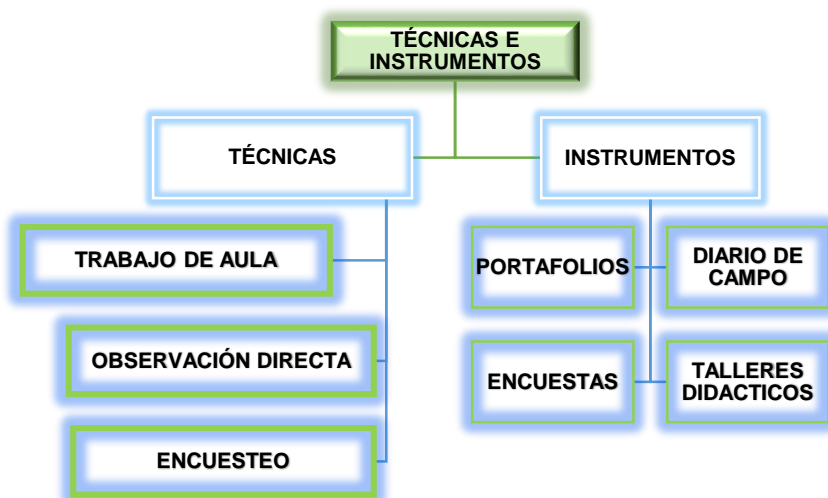 TÉCNICAS E
INSTRUMENTOS
TÉCNICAS
INSTRUMENTOS
TRABAJO DE AULA
OBSERVACIÓN DIRECTA
ENCUESTEO
PORTAFOLIOS
DIARIO DE
CAMPO
ENCUESTAS
TALLERES
DIDACTICOS